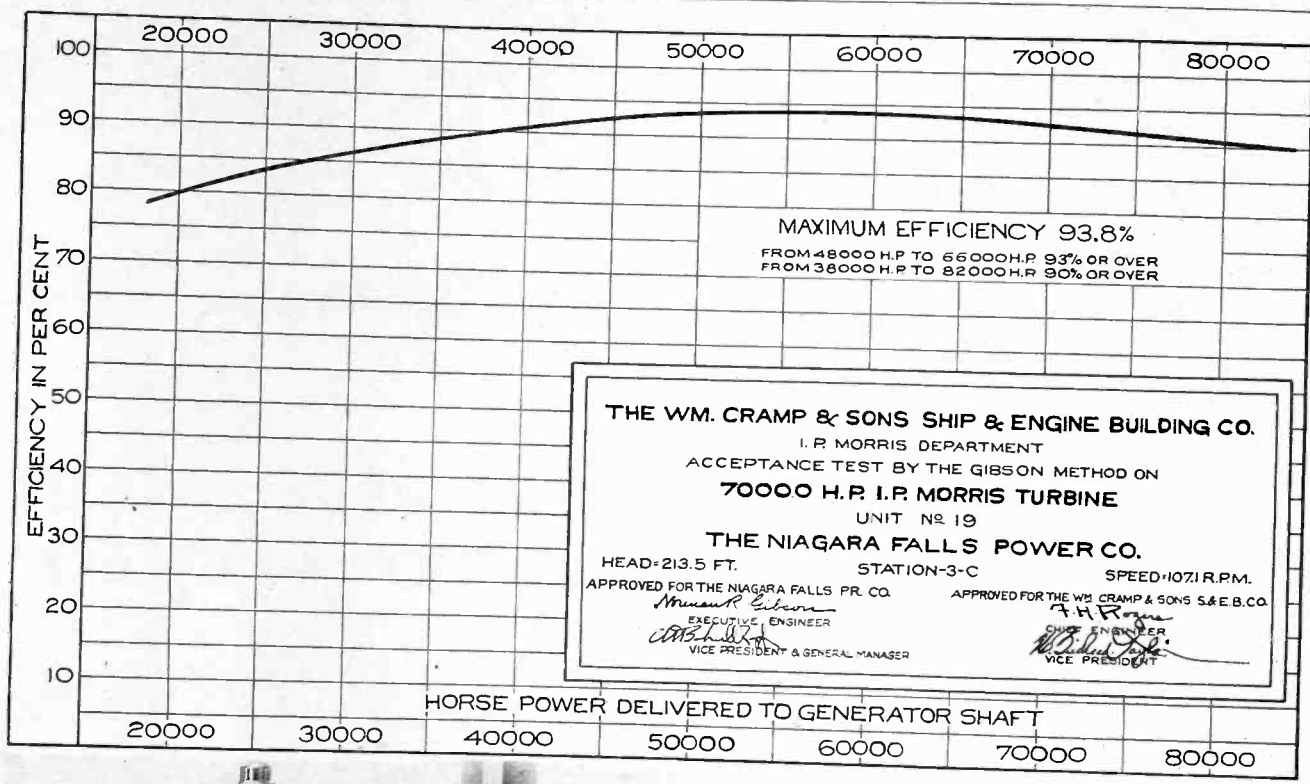 20000 30000 40000 50000 60000 70000 80000
100
90
80
70
60
50
40
30
20
10
EFFICIENCY IN PER CENT
MAXIMUM EFFICIENCY 93.8%
FROM 48000 H.P. TO 66000 H.P. 93% OR OVER
FROM 38000 H.P. TO 82000 H.P. 90% OR OVER
THE WM. CRAMP & SONS SHIP & ENGINE BUILDING CO.
I. P. MORRIS DEPARTMENT
ACCEPTANCE TEST BY THE GIBSON METHOD ON
70000 H.P. I.P. MORRIS TURBINE
UNIT No 19
THE NIAGARA FALLS POWER CO.
HEAD=213.5 FT. STATION-3-C SPEED=107.1 R.P.M.
APPROVED FOR THE NIAGARA FALLS PR. CO. APPROVED FOR THE WM CRAMP & SONS S.& E.B.CO.
Norman R. Gibson F. H. Rogers
EXECUTIVE ENGINEER CHIEF ENGINEER
VICE PRESIDENT & GENERAL MANAGER VICE PRESIDENT
HORSE POWER DELIVERED TO GENERATOR SHAFT
20000 30000 40000 50000 60000 70000 80000